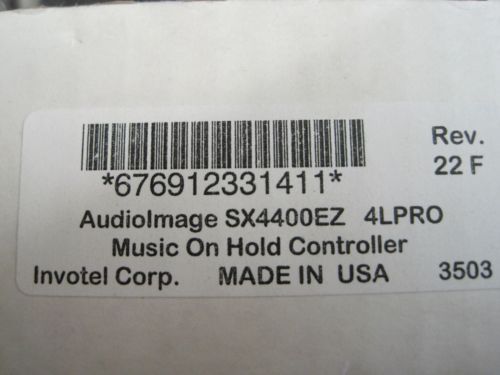 Rev.
22 F
*676912331411*
AudioImage SX4400EZ 4LPRO
Music On Hold Controller
Invotel Corp. MADE IN USA 3503